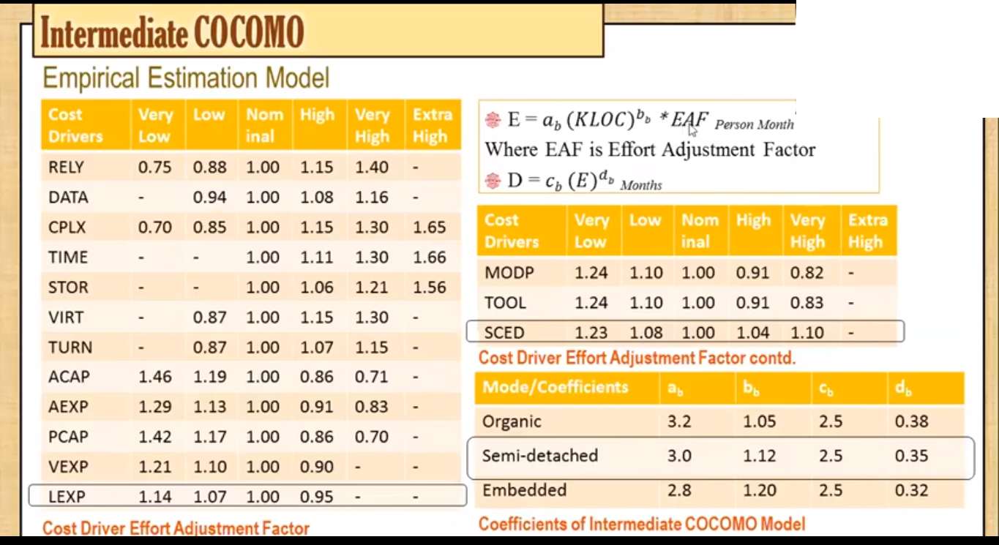 Intermediate COCOMO
Empirical Estimation Model
Cost Drivers Very Low Low Nom inal High Very High Extra High
RELY 0.75 0.88 1.00 1.15 1.40 -
DATA - 0.94 1.00 1.08 1.16 -
CPLX 0.70 0.85 1.00 1.15 1.30 1.65
TIME - - 1.00 1.11 1.30 1.66
STOR - - 1.00 1.06 1.21 1.56
VIRT - 0.87 1.00 1.15 1.30 -
TURN - 0.87 1.00 1.07 1.15 -
ACAP 1.46 1.19 1.00 0.86 0.71 -
AEXP 1.29 1.13 1.00 0.91 0.83 -
PCAP 1.42 1.17 1.00 0.86 0.70 -
VEXP 1.21 1.10 1.00 0.90 - -
LEXP 1.14 1.07 1.00 0.95 - -
Cost Driver Effort Adjustment Factor
E = a_b (KLOC)^b_b * EAF Person Month
Where EAF is Effort Adjustment Factor
D = c_b (E)^d_b Months
Cost Drivers Very Low Low Nom inal High Very High Extra High
MODP 1.24 1.10 1.00 0.91 0.82 -
TOOL 1.24 1.10 1.00 0.91 0.83 -
SCED 1.23 1.08 1.00 1.04 1.10 -
Cost Driver Effort Adjustment Factor contd.
Mode/Coefficients a_b b_b c_b d_b
Organic 3.2 1.05 2.5 0.38
Semi-detached 3.0 1.12 2.5 0.35
Embedded 2.8 1.20 2.5 0.32
Coefficients of Intermediate COCOMO Model